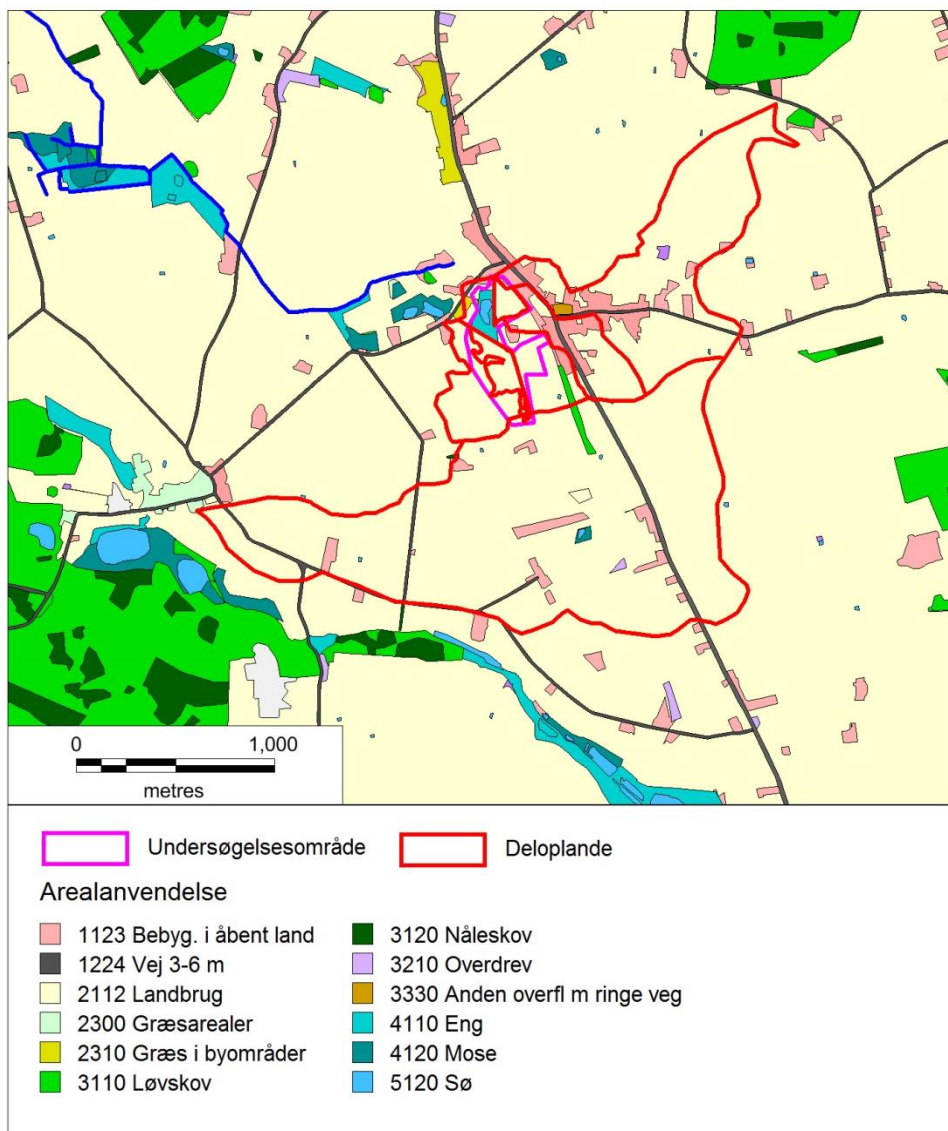 0 1,000
metres
Undersøgelsesområde Deloplande
Arealanvendelse
1123 Bebyg. i åbent land
1224 Vej 3-6 m
2112 Landbrug
2300 Græsarealer
2310 Græs i byområder
3110 Løvskov
3120 Nåleskov
3210 Overdrev
3330 Anden overfl m ringe veg
4110 Eng
4120 Mose
5120 Sø